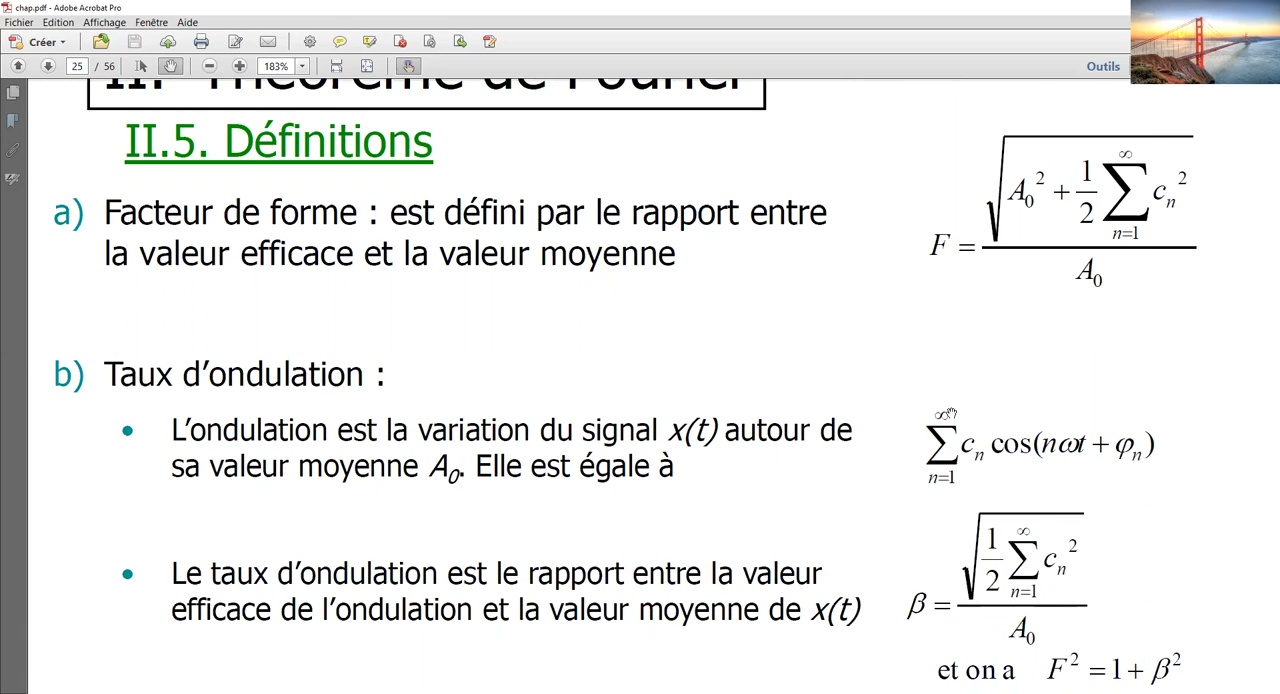 chap.pdf - Adobe Acrobat Pro
Fichier Edition Affichage Fenêtre Aide
Créer
25 / 56 183% Outils
II. Théorème de Fourier
II.5. Définitions
a) Facteur de forme : est défini par le rapport entre
la valeur efficace et la valeur moyenne
F = √(A₀² + 1/2 ∑_{n=1}^{∞} cₙ²) / A₀
b) Taux d’ondulation :
• L’ondulation est la variation du signal x(t) autour de
sa valeur moyenne A₀. Elle est égale à
∑_{n=1}^{∞} cₙ cos(nωt + φₙ)
• Le taux d’ondulation est le rapport entre la valeur
efficace de l’ondulation et la valeur moyenne de x(t)
β = √(1/2 ∑_{n=1}^{∞} cₙ²) / A₀
et on a F² = 1 + β²